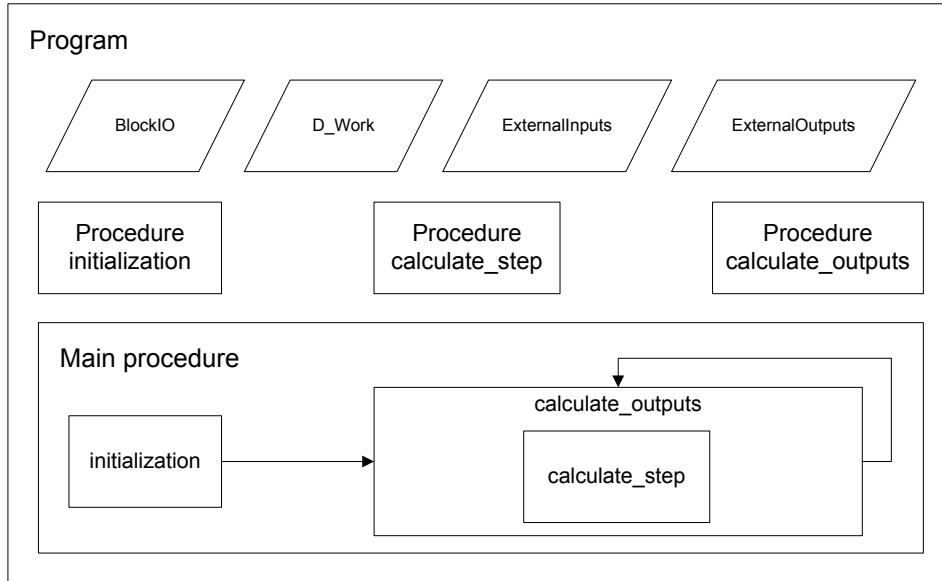 Program
BlockIO
D_Work
ExternalInputs
ExternalOutputs
Procedure
initialization
Procedure
calculate_step
Procedure
calculate_outputs
Main procedure
calculate_outputs
initialization
calculate_step